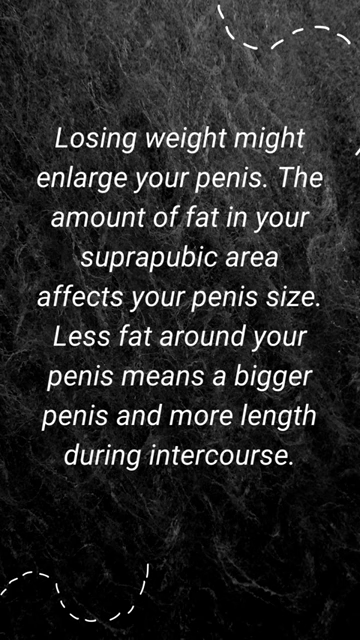 Losing weight might
enlarge your penis. The
amount of fat in your
suprapubic area
affects your penis size.
Less fat around your
penis means a bigger
penis and more length
during intercourse.